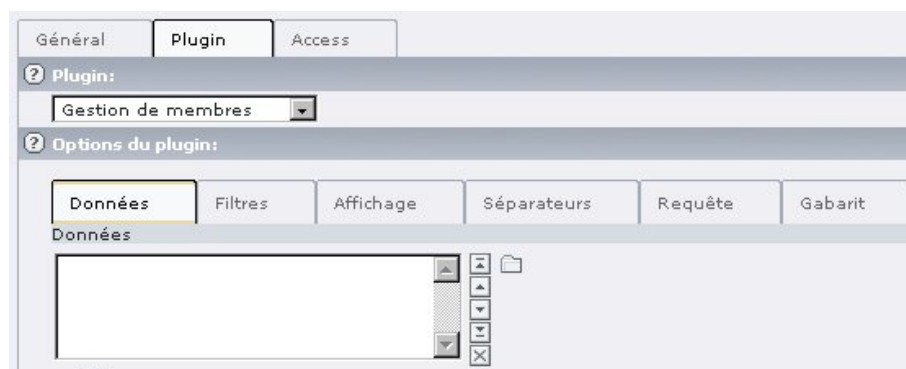 Général Plugin Access
Plugin:
Gestion de membres
Options du plugin:
Données Filtres Affichage Séparateurs Requête Gabarit
Données